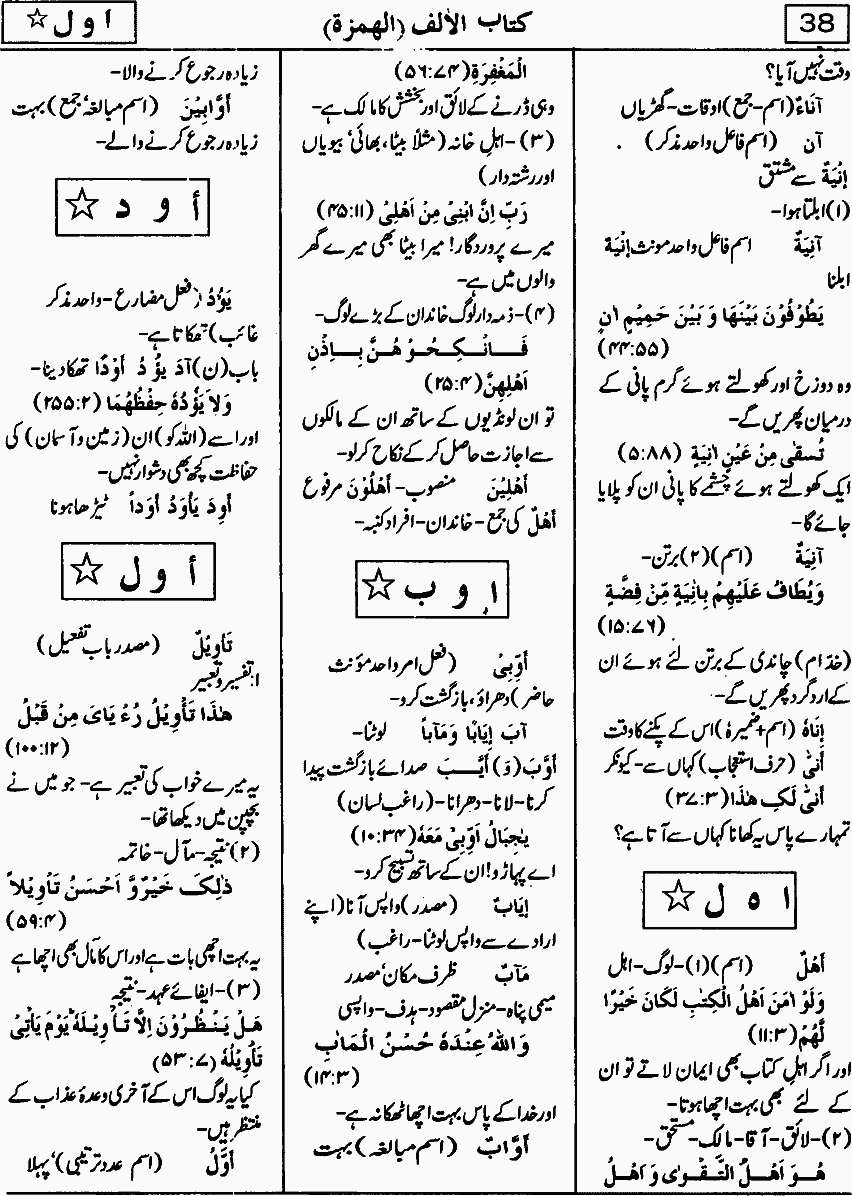 38
كتاب الألف (الهمزة)
اول ☆
وقت نہیں آیا؟
آنَاءُ (اسم-جمع) اوقات-گھڑیاں
آن (اسم فاعل واحد مذکر)
اِنْيَةٌ سے مشتق
(۱) ابلتا ہوا-
آنِيَةٌ اسم فاعل واحد مونث اِنْيَة
ابلنا
يَطُوْفُوْنَ بَيْنَهَا وَ بَيْنَ حَمِيْمٍ اٰنٍ
(۴۴:۵۵)
وہ دوزخ اور کھولتے ہوئے گرم پانی کے
درمیان پھریں گے-
تُسقٰى مِنْ عَيْنٍ اٰنِيَةٍ (۵:۸۸)
ایک کھولتے ہوئے چشمے کا پانی ان کو پلایا
جائے گا-
آنِيَةٌ (اسم) (۲) برتن-
وَيُطَافُ عَلَيْهِمْ بِاٰنِيَةٍ مِّنْ فِضَّةٍ
(۱۵:۷۶)
(خدّام) چاندی کے برتن لئے ہوئے ان
کے ارد گرد پھریں گے-
اِنَاهُ (اسم+ضمیرہ) اس کے پکنے کا وقت
أَنّٰى (حرف استعجاب) کہاں سے-کیونکر
أَنّٰى لَكِ هٰذَا (۳۷:۳)
تمہارے پاس یہ کھانا کہاں سے آتا ہے؟
ا ه ل ☆
أَهْلٌ (اسم) (۱)-لوگ-اہل
وَلَوْ اٰمَنَ اَهْلُ الْكِتٰبِ لَكَانَ خَيْرًا
لَّهُمْ (۱۱:۳)
اور اگر اہل کتاب بھی ایمان لاتے تو ان
کے لئے بھی بہت اچھا ہوتا-
(۲)-لائق-آقا-مالک-مستحق-
هُوَ اَهْلُ التَّقْوٰى وَ اَهْلُ
الْمَغْفِرَةِ (۵۶:۷۴)
وہی ڈرنے کے لائق اور بخشش کا مالک ہے-
(۳)-اہل خانہ (مثلاً بیٹا، بھائی، بیویاں
اور رشتہ دار)
رَبِّ اِنَّ ابْنِىْ مِنْ اَهْلِىْ (۴۵:۱۱)
میرے پروردگار! میرا بیٹا بھی میرے گھر
والوں میں ہے-
(۴)-ذمہ دار لوگ خاندان کے بڑے لوگ-
فَانْكِحُوْهُنَّ بِاِذْنِ
اَهْلِهِنَّ (۲۵:۴)
تو ان لونڈیوں کے ساتھ ان کے مالکوں
سے اجازت حاصل کر کے نکاح کر لو-
أَهْلِيْنَ منصوب-أَهْلُوْنَ مرفوع
أَهْلٌ کی جمع-خاندان-افراد کنبہ-
ا و ب ☆
أَوِّبِىْ (فعل امر واحد مؤنث
حاضر) دھراؤ، بازگشت کرو-
آبَ إِيَابًا وَ مَآباً لوٹنا-
أَوَّبَ (وَ) أَيَّبَ صدائے بازگشت پیدا
کرنا-لانا-دھرانا-(راغب لسان)
يٰجِبَالُ اَوِّبِىْ مَعَهٗ (۱۰:۳۴)
اے پہاڑو! ان کے ساتھ تسبیح کرو-
إِيَابٌ (مصدر) واپس آنا (اپنے
ارادے سے واپس لوٹنا-راغب)
مَآبٌ ظرف مکان، مصدر
میمی پناہ-منزل مقصود-ہدف-واپسی
وَاللّٰهُ عِنْدَهٗ حُسْنُ الْمَاٰبِ
(۱۴:۳)
اور خدا کے پاس بہت اچھا ٹھکانہ ہے-
أَوَّابٌ (اسم مبالغہ) بہت
زیادہ رجوع کرنے والا-
أَوَّابِيْنَ (اسم مبالغہ، جمع) بہت
زیادہ رجوع کرنے والے-
أ و د ☆
يَؤُدُ (فعل مضارع-واحد مذکر
غائب) تھکاتا ہے-
باب (ن) آدَ يَؤُدُ أَوْدًا تھکا دینا-
وَلاَ يَؤُدُهٗ حِفْظُهُمَا (۲۵۵:۲)
اور اسے (اللہ کو) ان (زمین و آسمان) کی
حفاظت کچھ بھی دشوار نہیں-
أَوِدَ يَأْوَدُ أَوَداً ٹیڑھا ہونا
أ و ل ☆
تَأْوِيْلٌ (مصدر باب تفعیل)
۱: تفسیر و تعبیر
هٰذَا تَأْوِيْلُ رُءْيَاىَ مِنْ قَبْلُ
(۱۰۰:۱۲)
یہ میرے خواب کی تعبیر ہے-جو میں نے
بچپن میں دیکھا تھا-
(۲) نتیجہ-مآل-خاتمہ
ذٰلِكَ خَيْرٌ وَّ اَحْسَنُ تَاْوِيْلاً
(۵۹:۴)
یہ بہت اچھی بات ہے اور اس کا مآل بھی اچھا ہے
(۳)-ایفائے عہد-نتیجہ
هَلْ يَنْظُرُوْنَ اِلَّا تَاْوِيْلَهٗ يَوْمَ يَاْتِىْ
تَاْوِيْلُهٗ (۵۳:۷)
کیا یہ لوگ اس کے آخری وعدۂ عذاب کے
منتظر ہیں-
أَوَّلُ (اسم عدد ترتیبی) پہلا